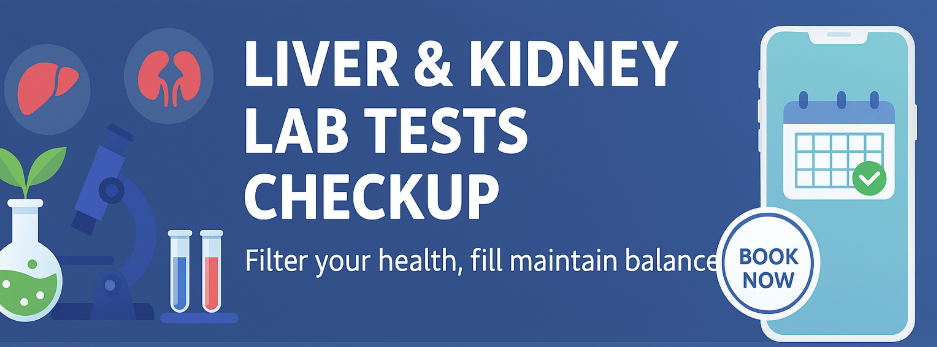 LIVER & KIDNEY
LAB TESTS
CHECKUP
Filter your health, fill maintain balance
BOOK
NOW